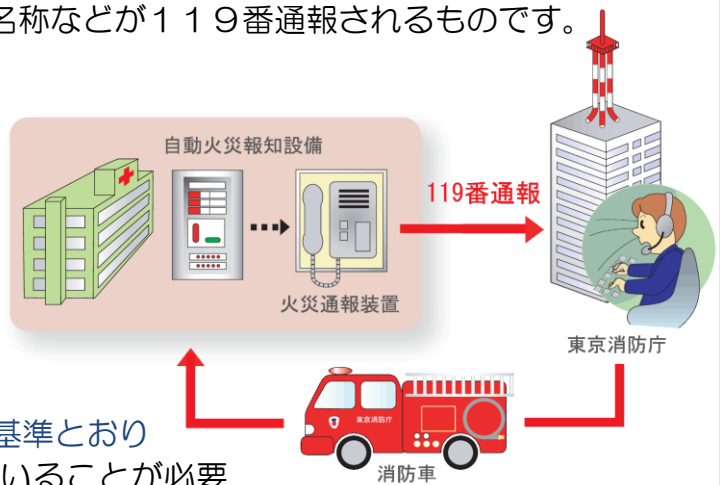 名称などが１１９番通報されるものです。
自動火災報知設備
119番通報
火災通報装置
東京消防庁
基準とおり
東京消防庁
いることが必要
消防車